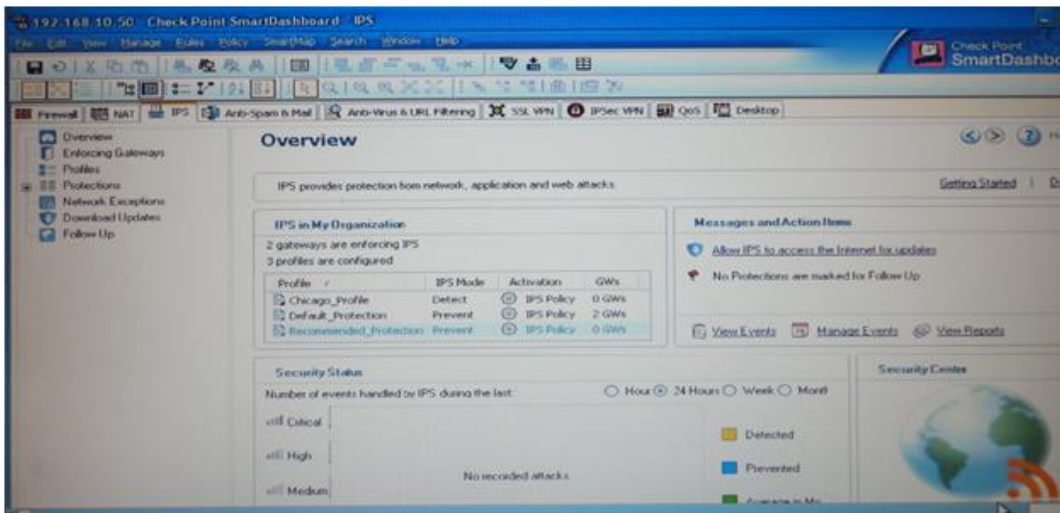 192.168.10.50 - Check Point SmartDashboard - IPS
File Edit View Manage Rules Policy SmartMap Search Window Help
Check Point
SmartDashbo
Firewall NAT IPS Anti-Spam & Mail Anti-Virus & URL Filtering SSL VPN IPSec VPN QoS Desktop
Overview
Enforcing Gateways
Profiles
Protections
Network Exceptions
Download Updates
Follow Up
Overview
IPS provides protection from network, application and web attacks.
Getting Started
IPS in My Organization
2 gateways are enforcing IPS
3 profiles are configured
Profile IPS Mode Activation GWs
Chicago_Profile Detect IPS Policy 0 GWs
Default_Protection Prevent IPS Policy 2 GWs
Recommended_Protection Prevent IPS Policy 0 GWs
Messages and Action Items
Allow IPS to access the Internet for updates
No Protections are marked for Follow Up
View Events Manage Events View Reports
Security Status
Number of events handled by IPS during the last:
Hour 24 Hours Week Month
Critical
High
Medium
No recorded attacks
Detected
Prevented
Security Center